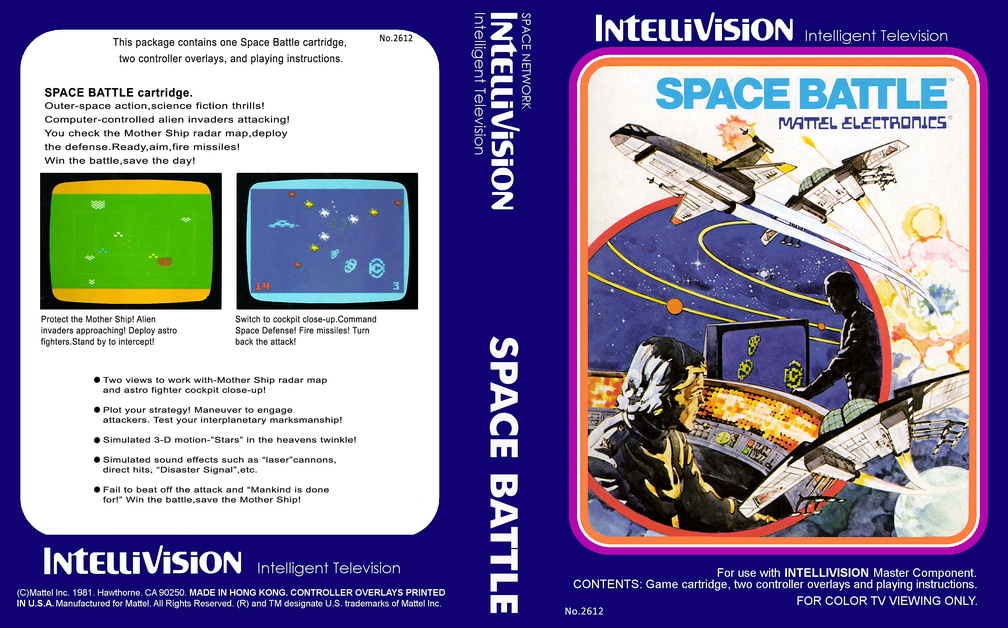 This package contains one Space Battle cartridge,
two controller overlays, and playing instructions.
No.2612
SPACE BATTLE cartridge.
Outer-space action,science fiction thrills!
Computer-controlled alien invaders attacking!
You check the Mother Ship radar map,deploy
the defense.Ready,aim,fire missiles!
Win the battle,save the day!
14
3
Protect the Mother Ship! Alien
invaders approaching! Deploy astro
fighters.Stand by to intercept!
Switch to cockpit close-up.Command
Space Defense! Fire missiles! Turn
back the attack!
● Two views to work with-Mother Ship radar map
and astro fighter cockpit close-up!
● Plot your strategy! Maneuver to engage
attackers. Test your interplanetary marksmanship!
● Simulated 3-D motion-"Stars" in the heavens twinkle!
● Simulated sound effects such as "laser"cannons,
direct hits, "Disaster Signal",etc.
● Fail to beat off the attack and "Mankind is done
for!" Win the battle,save the Mother Ship!
INTELLIVISION Intelligent Television
(C)Mattel Inc. 1981. Hawthorne. CA 90250. MADE IN HONG KONG. CONTROLLER OVERLAYS PRINTED
IN U.S.A. Manufactured for Mattel. All Rights Reserved. (R) and TM designate U.S. trademarks of Mattel Inc.
SPACE NETWORK
INTELLIVISION
Intelligent Television
SPACE BATTLE
INTELLIVISION Intelligent Television
SPACE BATTLE™
MATTEL ELECTRONICS®
For use with INTELLIVISION Master Component.
CONTENTS: Game cartridge, two controller overlays and playing instructions.
FOR COLOR TV VIEWING ONLY.
No.2612